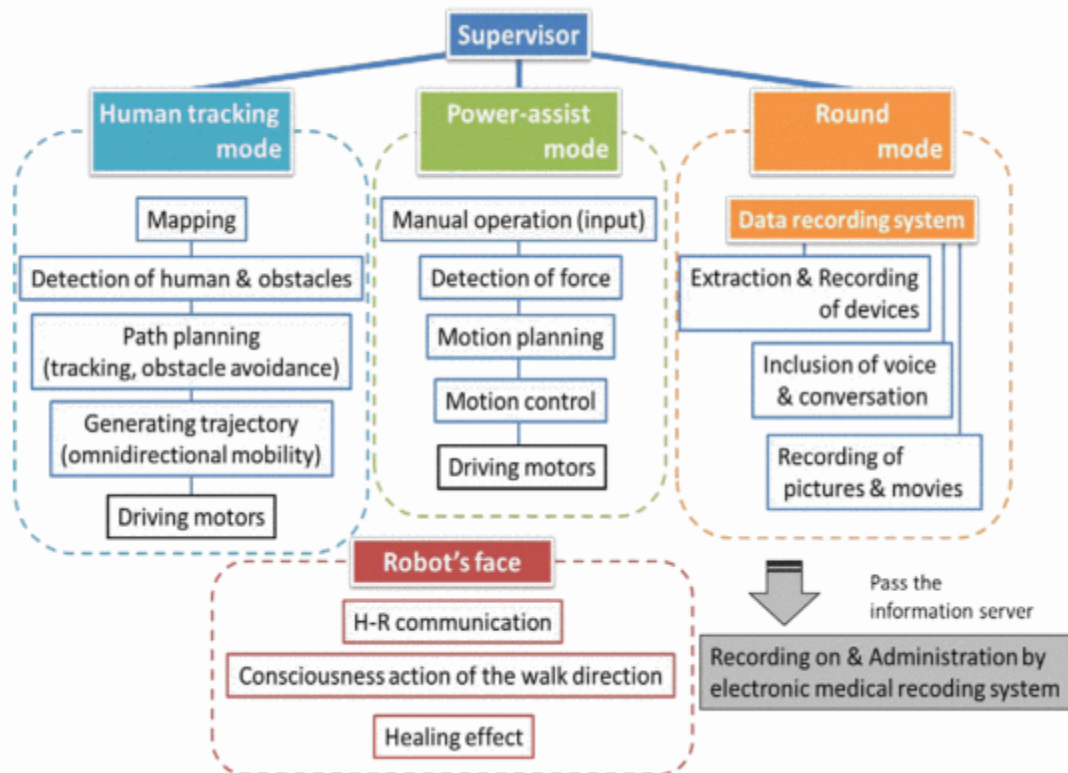 Supervisor
Human tracking
mode
Mapping
Detection of human & obstacles
Path planning
(tracking, obstacle avoidance)
Generating trajectory
(omnidirectional mobility)
Driving motors
Power-assist
mode
Manual operation (input)
Detection of force
Motion planning
Motion control
Driving motors
Round
mode
Data recording system
Extraction & Recording
of devices
Inclusion of voice
& conversation
Recording of
pictures & movies
Robot's face
H-R communication
Consciousness action of the walk direction
Healing effect
Pass the
information server
Recording on & Administration by
electronic medical recoding system